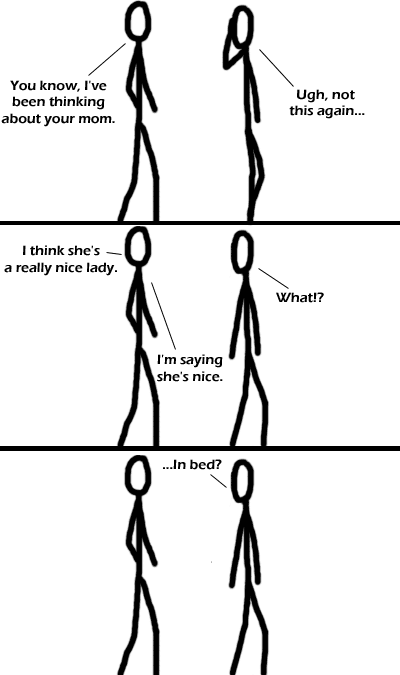 You know, I've
been thinking
about your mom.
Ugh, not
this again...
I think she's
a really nice lady.
What!?
I'm saying
she's nice.
...In bed?